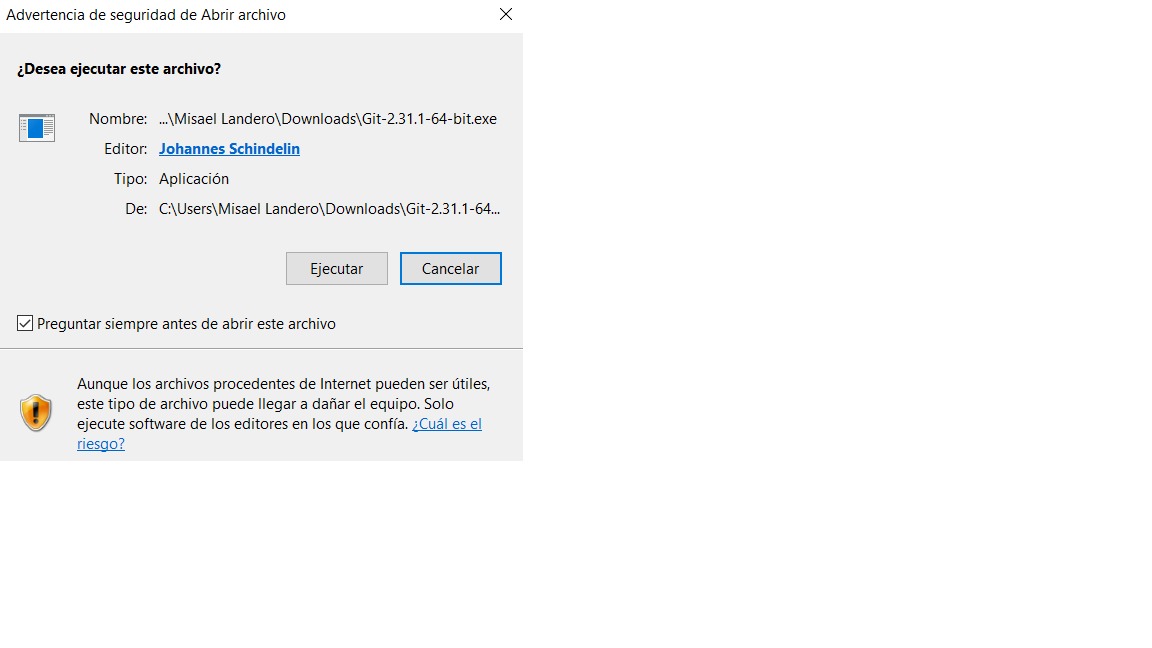 Advertencia de seguridad de Abrir archivo
¿Desea ejecutar este archivo?
Nombre: ...\Misael Landero\Downloads\Git-2.31.1-64-bit.exe
Editor: Johannes Schindelin
Tipo: Aplicación
De: C:\Users\Misael Landero\Downloads\Git-2.31.1-64...
Ejecutar Cancelar
Preguntar siempre antes de abrir este archivo
Aunque los archivos procedentes de Internet pueden ser útiles,
este tipo de archivo puede llegar a dañar el equipo. Solo
ejecute software de los editores en los que confía. ¿Cuál es el
riesgo?